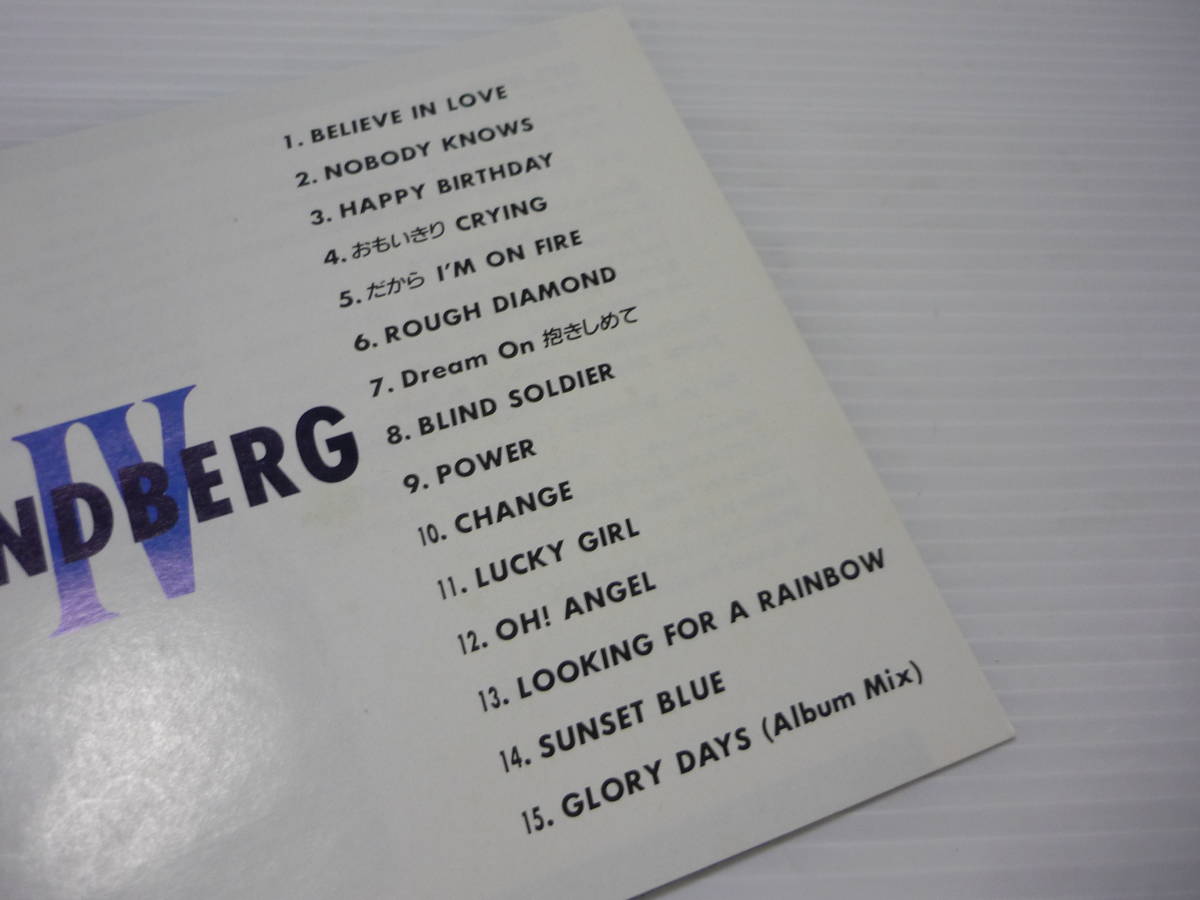 1. BELIEVE IN LOVE
2. NOBODY KNOWS
3. HAPPY BIRTHDAY
4. おもいきり CRYING
5. だから I'M ON FIRE
6. ROUGH DIAMOND
7. Dream On 抱きしめて
8. BLIND SOLDIER
9. POWER
10. CHANGE
11. LUCKY GIRL
12. OH! ANGEL
13. LOOKING FOR A RAINBOW
14. SUNSET BLUE
15. GLORY DAYS (Album Mix)
NDBERG
IV